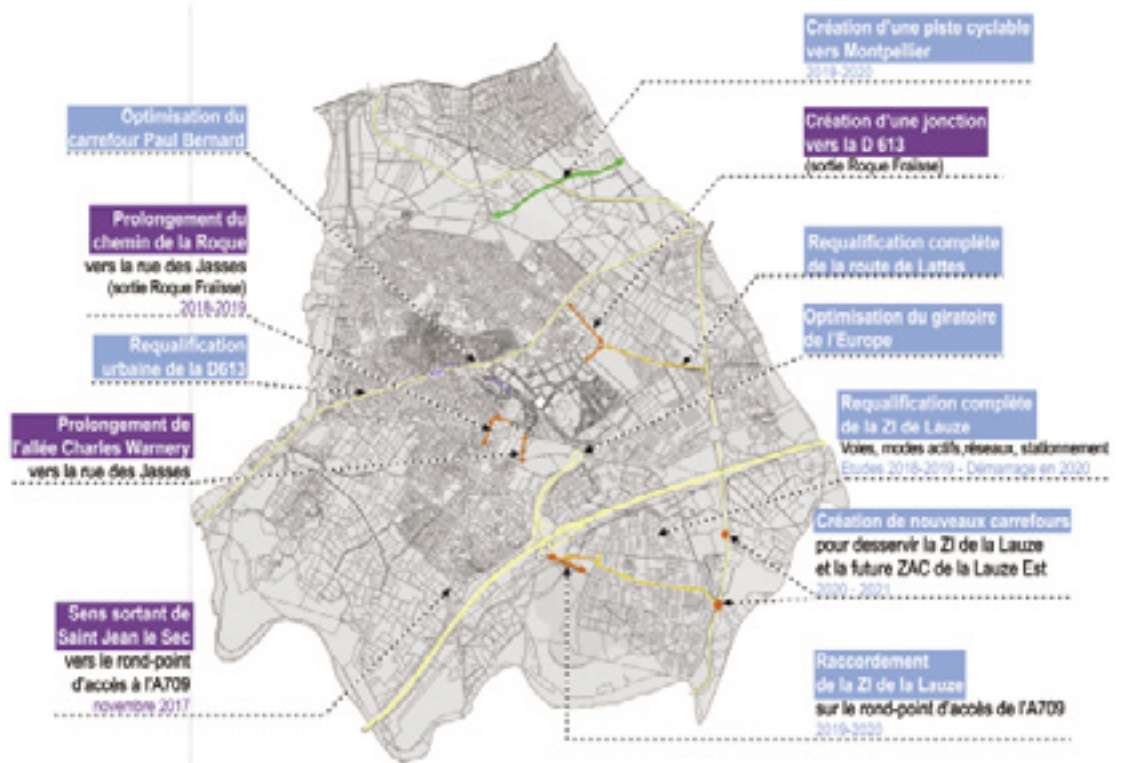 Création d'une piste cyclable
vers Montpellier
2019-2020
Optimisation du
carrefour Paul Bernard
Création d'une jonction
vers la D 613
(sortie Roque Fraïsse)
Prolongement du
chemin de la Roque
vers la rue des Jasses
(sortie Roque Fraïsse)
2018-2019
Requalification complète
de la route de Lattes
Optimisation du giratoire
de l'Europe
Requalification
urbaine de la D613
Requalification complète
de la ZI de Lauze
Voies, modes actifs,réseaux, stationnement
Etudes 2018-2019 - Démarrage en 2020
Prolongement de
l'allée Charles Warnery
vers la rue des Jasses
Création de nouveaux carrefours
pour desservir la ZI de la Lauze
et la future ZAC de la Lauze Est
2020 - 2021
Sens sortant de
Saint Jean le Sec
vers le rond-point
d'accès à l'A709
novembre 2017
Raccordement
de la ZI de la Lauze
sur le rond-point d'accès de l'A709
2019-2020